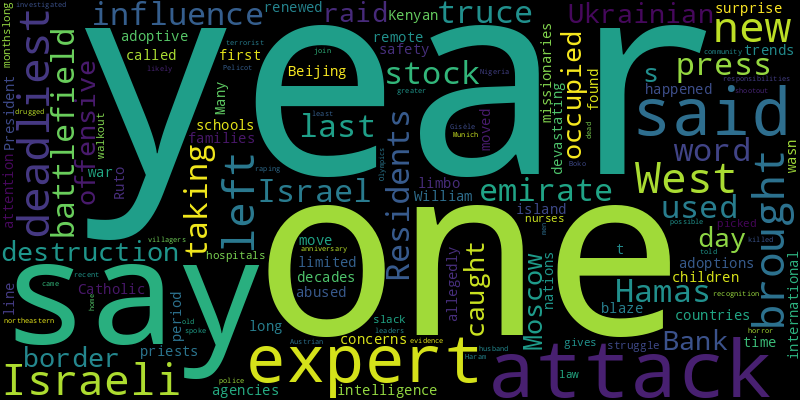 year
one
say
attack
expert
said
Israeli
influence
raid
Kenyan
renewed
truce
Ukrainian
surprise
new
trends
monthslong
investigated
President
deadliest
battlefield
offensive
adoptive
called
terrorist
likely
Pelicot
remote
safety
join
first
Beijing
Many
stock
greater
Nigeria
press
community
responsibilities
shootout
happened
s
missionaries
devastating
occupied
found
dead
schools
families
last
least
Gisèle
Munich
moved
Boko
word
wasn
walkout
war
Ruto
drugged
attention
taking
left
raping
Israel
Residents
Olympics
limbo
William
emirate
West
used
picked
possible
brought
villagers
hospitals
destruction
move
anniversary
limited
decades
abused
men
island
nurses
t
day
told
killed
adoptions
children
recent
came
home
Catholic
line
northeastern
period
old
spoke
priests
border
long
Austrian
slack
leaders
concerns
evidence
allegedly
caught
Moscow
nations
blaze
Hamas
countries
recognition
international
time
horror
Bank
struggle
gives
law
husband
Haram
police
agencies
intelligence